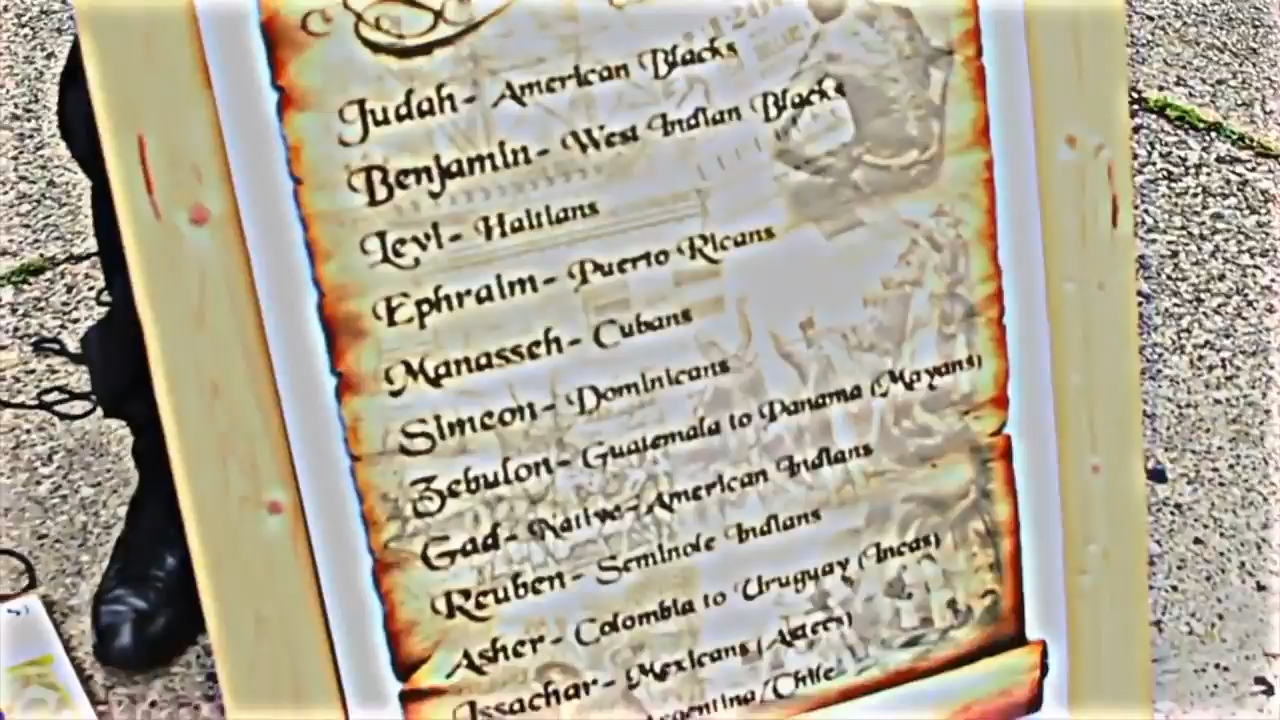 Judah- American Blacks
Benjamin- West Indian Blacks
Levi- Haitians
Ephraim- Puerto Ricans
Manasseh- Cubans
Simeon- Dominicans
Zebulon- Guatemala to Panama (Mayans)
Gad- Native-American Indians
Reuben- Seminole Indians
Asher- Colombia to Uruguay (Incas)
Issachar- Mexicans (Aztecs)
Argentina/Chile